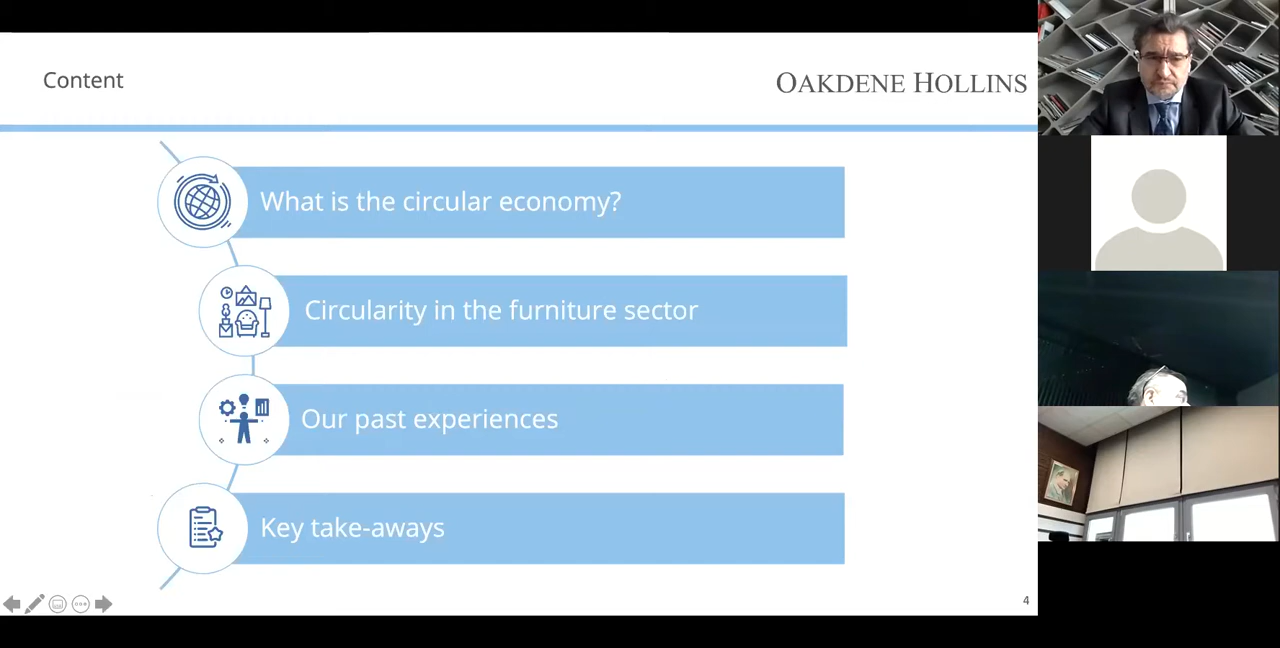 Content
OAKDENE HOLLINS
What is the circular economy?
Circularity in the furniture sector
Our past experiences
Key take-aways
4